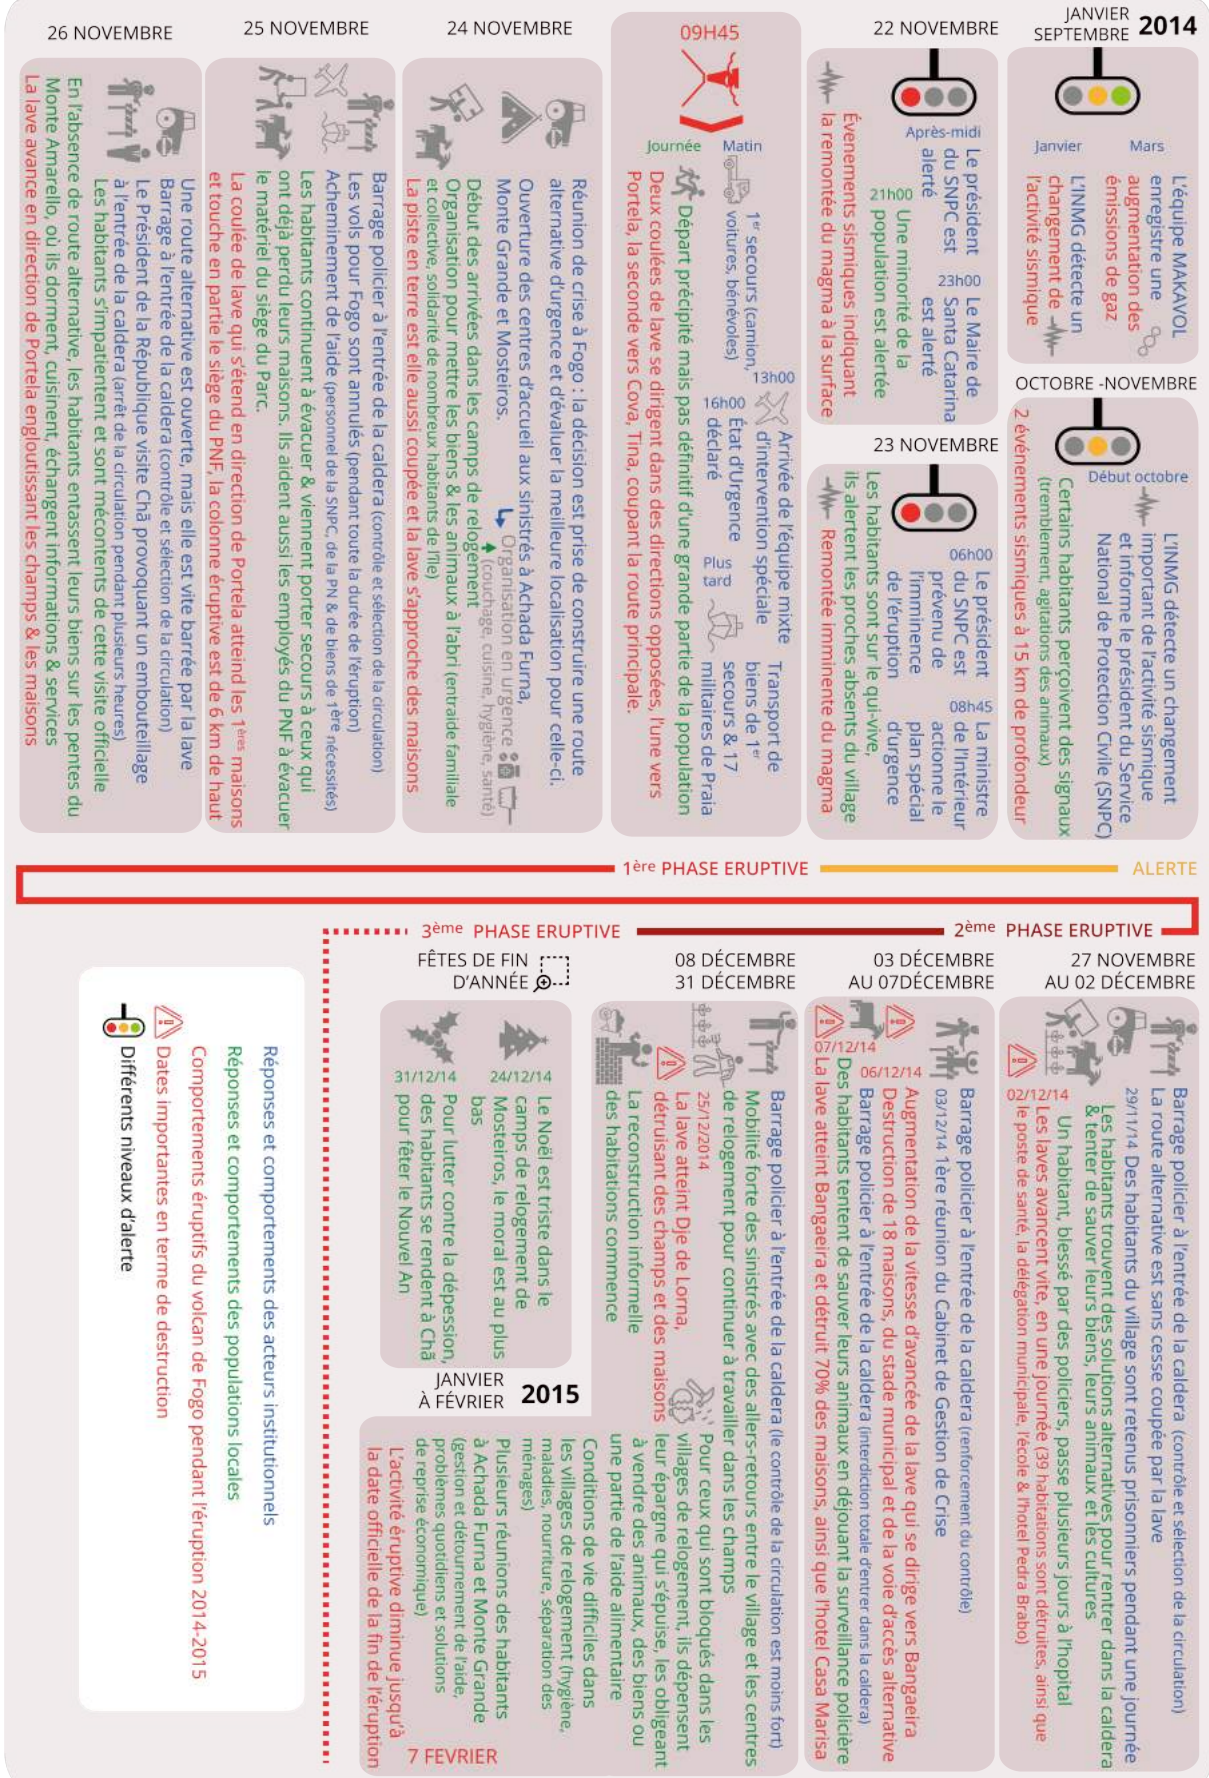 JANVIER
SEPTEMBRE
2014
Mars
L'équipe MAKAVOL
enregistre une
augmentation des
émissions de gaz
Janvier
L'INMG détecte un
changement de
l'activité sismique
OCTOBRE -NOVEMBRE
Début octobre
L'INMG détecte un changement
important de l'activité sismique
et informe le président du Service
National de Protection Civile (SNPC)
Certains habitants perçoivent des signaux
(tremblement, agitations des animaux)
2 événements sismiques à 15 km de profondeur
22 NOVEMBRE
Après-midi
Le président
du SNPC est
alerté
23h00
Le Maire de
Santa Catarina
est alerté
21h00
Une minorité de la
population est alertée
Évenements sismiques indiquant
la remontée du magma à la surface
23 NOVEMBRE
06h00
Le président
du SNPC est
prévenu de
l'imminence
de l'éruption
08h45
La ministre
de l'Intérieur
actionne le
plan spécial
d'urgence
Les habitants sont sur le qui-vive,
ils alertent les proches absents du village
Remontée imminente du magma
09H45
Matin
1er secours (camion,
voitures, bénévoles)
13h00
Arrivée de l'équipe mixte
d'intervention spéciale
16h00
État d'Urgence
déclaré
Plus
tard
Transport de
biens de 1er
secours & 17
militaires de Praia
Journée
Départ précipité mais pas définitif d'une grande partie de la population
Deux coulées de lave se dirigent dans des directions opposées, l'une vers
Portela, la seconde vers Cova, Tina, coupant la route principale.
24 NOVEMBRE
Réunion de crise à Fogo : la décision est prise de construire une route
alternative d'urgence et d'évaluer la meilleure localisation pour celle-ci.
Ouverture des centres d'accueil aux sinistrés à Achada Furna,
Monte Grande et Mosteiros.
Organisation en urgence
(couchage, cuisine, hygiène, santé)
Début des arrivées dans les camps de relogement
Organisation pour mettre les biens & les animaux à l'abri (entraide familiale
et collective, solidarité de nombreux habitants de l'île)
La piste en terre est elle aussi coupée et la lave s'approche des maisons
25 NOVEMBRE
Barrage policier à l'entrée de la caldera (contrôle et sélection de la circulation)
Les vols pour Fogo sont annulés (pendant toute la durée de l'éruption)
Acheminement de l'aide (personnel de la SNPC, de la PN & de biens de 1ère nécessités)
Les habitants continuent à évacuer & viennent porter secours à ceux qui
ont déjà perdu leurs maisons. Ils aident aussi les employés du PNF à évacuer
le matériel du siège du Parc.
La coulée de lave qui s'étend en direction de Portela atteind les 1ères maisons
et touche en partie le siège du PNF, la colonne éruptive est de 6 km de haut
26 NOVEMBRE
Une route alternative est ouverte, mais elle est vite barrée par la lave
Barrage à l'entrée de la caldera (contrôle et sélection de la circulation)
Le Président de la République visite Chã provoquant un embouteillage
à l'entrée de la caldera (arrêt de la circulation pendant plusieurs heures)
Les habitants s'impatientent et sont mécontents de cette visite officielle
En l'absence de route alternative, les habitants entassent leurs biens sur les pentes du
Monte Amarello, où ils dorment, cuisinent, échangent informations & services
La lave avance en direction de Portela engloutissant les champs & les maisons
ALERTE
1ère PHASE ERUPTIVE
2ème PHASE ERUPTIVE
3ème PHASE ERUPTIVE
27 NOVEMBRE
AU 02 DÉCEMBRE
Barrage policier à l'entrée de la caldera (contrôle et sélection de la circulation)
La route alternative est sans cesse coupée par la lave
29/11/14 Des habitants du village sont retenus prisonniers pendant une journée
Les habitants trouvent des solutions alternatives pour rentrer dans la caldera
& tenter de sauver leurs biens, leurs animaux et les cultures
Un habitant, blessé par des policiers, passe plusieurs jours à l'hopital
02/12/14
Les laves avancent vite, en une journée (39 habitations sont détruites, ainsi que
le poste de santé, la délégation municipale, l'école & l'hotel Pedra Brabo)
03 DÉCEMBRE
AU 07DÉCEMBRE
Barrage policier à l'entrée de la caldera (renforcement du contrôle)
03/12/14 1ère réunion du Cabinet de Gestion de Crise
Augmentation de la vitesse d'avancée de la lave qui se dirige vers Bangaeira
06/12/14
Destruction de 18 maisons, du stade municipal et de la voie d'accès alternative
Barrage policier à l'entrée de la caldera (interdiction totale d'entrer dans la caldera)
Des habitants tentent de sauver leurs animaux en déjouant la surveillance policière
07/12/14
La lave atteint Bangaeira et détruit 70% des maisons, ainsi que l'hotel Casa Marisa
08 DÉCEMBRE
31 DÉCEMBRE
Barrage policier à l'entrée de la caldera (le contrôle de la circulation est moins fort)
Mobilité forte des sinistrés avec des allers-retours entre le village et les centres
de relogement pour continuer à travailler dans les champs
25/12/2014
La lave atteint Dje de Lorna,
détruisant des champs et des maisons
La reconstruction informelle
des habitations commence
Pour ceux qui sont bloqués dans les
villages de relogement, ils dépensent
leur épargne qui s'épuise, les obligeant
à vendre des animaux, des biens ou
une partie de l'aide alimentaire
FÊTES DE FIN
D'ANNÉE
24/12/14
Le Noël est triste dans le
camps de relogement de
Mosteiros, le moral est au plus
bas
31/12/14
Pour lutter contre la dépession,
des habitants se rendent à Chã
pour fêter le Nouvel An
JANVIER
À FÉVRIER
2015
Conditions de vie difficiles dans
les villages de relogement (hygiène,
maladies, nourriture, séparation des
ménages)
Plusieurs réunions des habitants
à Achada Furna et Monte Grande
(gestion et détournement de l'aide,
problèmes quotidiens et solutions
de reprise économique)
L'activité éruptive diminue jusqu'à
la date officielle de la fin de l'éruption
7 FEVRIER
Réponses et comportements des acteurs institutionnels
Réponses et comportements des populations locales
Comportements éruptifs du volcan de Fogo pendant l'éruption 2014-2015
Dates importantes en terme de destruction
Différents niveaux d'alerte